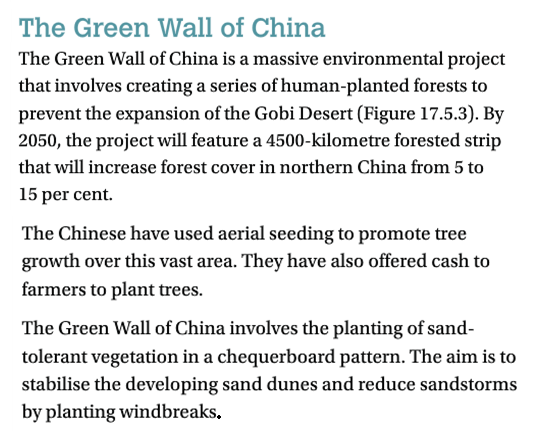 The Green Wall of China
The Green Wall of China is a massive environmental project
that involves creating a series of human-planted forests to
prevent the expansion of the Gobi Desert (Figure 17.5.3). By
2050, the project will feature a 4500-kilometre forested strip
that will increase forest cover in northern China from 5 to
15 per cent.
The Chinese have used aerial seeding to promote tree
growth over this vast area. They have also offered cash to
farmers to plant trees.
The Green Wall of China involves the planting of sand-
tolerant vegetation in a chequerboard pattern. The aim is to
stabilise the developing sand dunes and reduce sandstorms
by planting windbreaks.